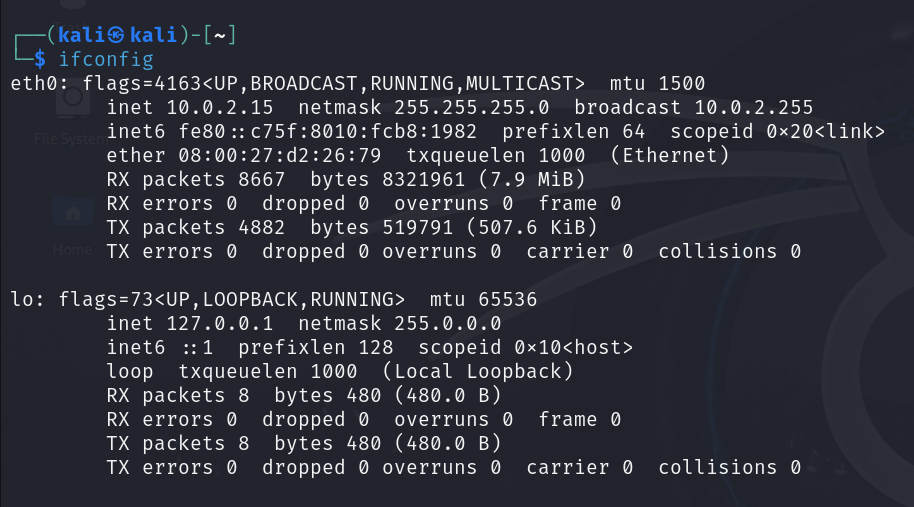 ┌──(kali㉿kali)-[~]
└─$ ifconfig
eth0: flags=4163<UP,BROADCAST,RUNNING,MULTICAST>  mtu 1500
        inet 10.0.2.15  netmask 255.255.255.0  broadcast 10.0.2.255
        inet6 fe80::c75f:8010:fcb8:1982  prefixlen 64  scopeid 0x20<link>
        ether 08:00:27:d2:26:79  txqueuelen 1000  (Ethernet)
        RX packets 8667  bytes 8321961 (7.9 MiB)
        RX errors 0  dropped 0  overruns 0  frame 0
        TX packets 4882  bytes 519791 (507.6 KiB)
        TX errors 0  dropped 0 overruns 0  carrier 0  collisions 0

lo: flags=73<UP,LOOPBACK,RUNNING>  mtu 65536
        inet 127.0.0.1  netmask 255.0.0.0
        inet6 ::1  prefixlen 128  scopeid 0x10<host>
        loop  txqueuelen 1000  (Local Loopback)
        RX packets 8  bytes 480 (480.0 B)
        RX errors 0  dropped 0  overruns 0  frame 0
        TX packets 8  bytes 480 (480.0 B)
        TX errors 0  dropped 0 overruns 0  carrier 0  collisions 0
File System
Home